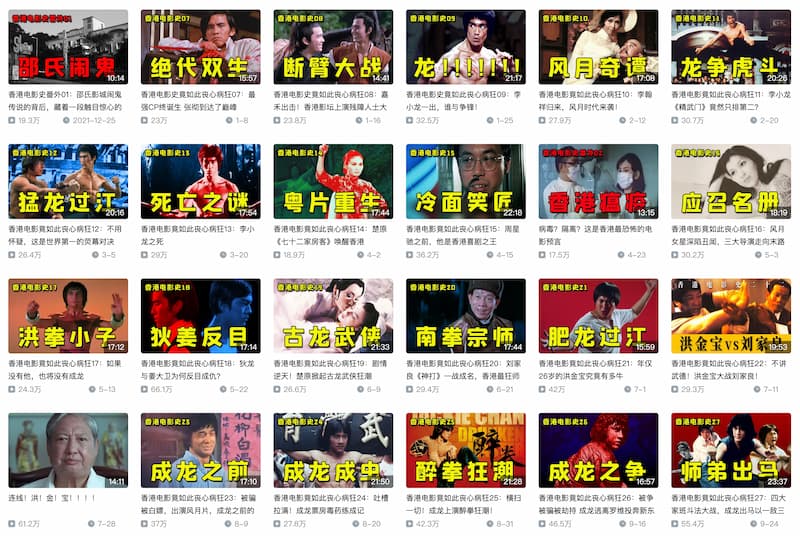 香港电影史番外01
邵氏闹鬼
10:14
香港电影史番外01：邵氏影城闹鬼
传说的背后，藏着一段触目惊心的
19.3万
2021-12-25
香港电影史07
绝代双生
15:57
香港电影竟如此丧心病狂07：最
强CP终诞生 张彻到达了巅峰
23万
1-8
香港电影史08
断臂大战
14:41
香港电影竟如此丧心病狂08：嘉
禾出击！香港影坛上演残障人士大
23.8万
1-16
香港电影史09
龙!!!!!!!
21:17
香港电影竟如此丧心病狂09：李
小龙一出，谁与争锋！
32.5万
1-25
香港电影史10
风月奇谭
17:08
香港电影竟如此丧心病狂10：李翰
祥归来，风月时代来袭！
27.9万
2-12
香港电影史11
龙争虎斗
20:26
香港电影竟如此丧心病狂11：李小龙
《精武门》竟然只排第二？
30.7万
2-20
香港电影史12
猛龙过江
20:16
香港电影竟如此丧心病狂12：不用
怀疑，这是世界第一的荧幕对决
26.4万
3-5
香港电影史13
死亡之谜
17:54
香港电影竟如此丧心病狂13：李小
龙之死
29万
3-20
香港电影史14
粤片重生
17:44
香港电影竟如此丧心病狂14：楚原
《七十二家房客》唤醒香港
18.9万
4-2
香港电影史15
冷面笑匠
22:18
香港电影竟如此丧心病狂15：周星
驰之前，他是香港喜剧之王
36.2万
4-15
香港电影史番外02
香港瘟疫
13:15
病毒？隔离？这是香港最恐怖的电
影预言
17.5万
4-23
香港电影史16
应召名册
18:19
香港电影竟如此丧心病狂16：风月
女星深陷丑闻，三大导演走向末路
30.2万
5-3
香港电影史17
洪拳小子
17:12
香港电影竟如此丧心病狂17：如果
没有他，也将没有成龙
24.3万
5-13
香港电影史18
狄姜反目
17:14
香港电影竟如此丧心病狂18：狄龙
与姜大卫为何反目成仇？
66.1万
5-22
香港电影史19
古龙武侠
21:33
香港电影竟如此丧心病狂19：剧情
逆天！楚原掀起古龙武侠狂潮
26.6万
6-9
香港电影史20
南拳宗师
17:44
香港电影竟如此丧心病狂20：刘家
良《神打》一战成名，香港最狂师
29.4万
6-21
香港电影史21
肥龙过江
15:59
香港电影竟如此丧心病狂21：年仅
26岁的洪金宝究竟有多牛
42万
7-1
香港电影史二十二
洪金宝vs刘家良
19:53
香港电影竟如此丧心病狂22：不讲
武德！洪金宝大战刘家良！
29.3万
7-11
14:11
连线！洪！金！宝！！！！
61.2万
7-28
香港电影史23
成龙之前
17:10
香港电影竟如此丧心病狂23：被骗
被白嫖，出演风月片，成龙之前的
37万
8-9
香港电影史24
成龙成虫
21:50
香港电影竟如此丧心病狂24：吐槽
拉满！成龙票房毒药练成记
27.8万
8-20
香港电影史25
醉拳狂潮
21:28
香港电影竟如此丧心病狂25：横扫
一切！成龙上演醉拳狂潮！
42.3万
8-31
香港电影史26
成龙之争
16:57
香港电影竟如此丧心病狂26：被争
被骗被劫持 成龙逃离罗维投奔新东
46.5万
9-16
香港电影史27
师弟出马
23:37
香港电影竟如此丧心病狂27：四大
家班斗法大战，成龙出马以一敌三
55.4万
9-24